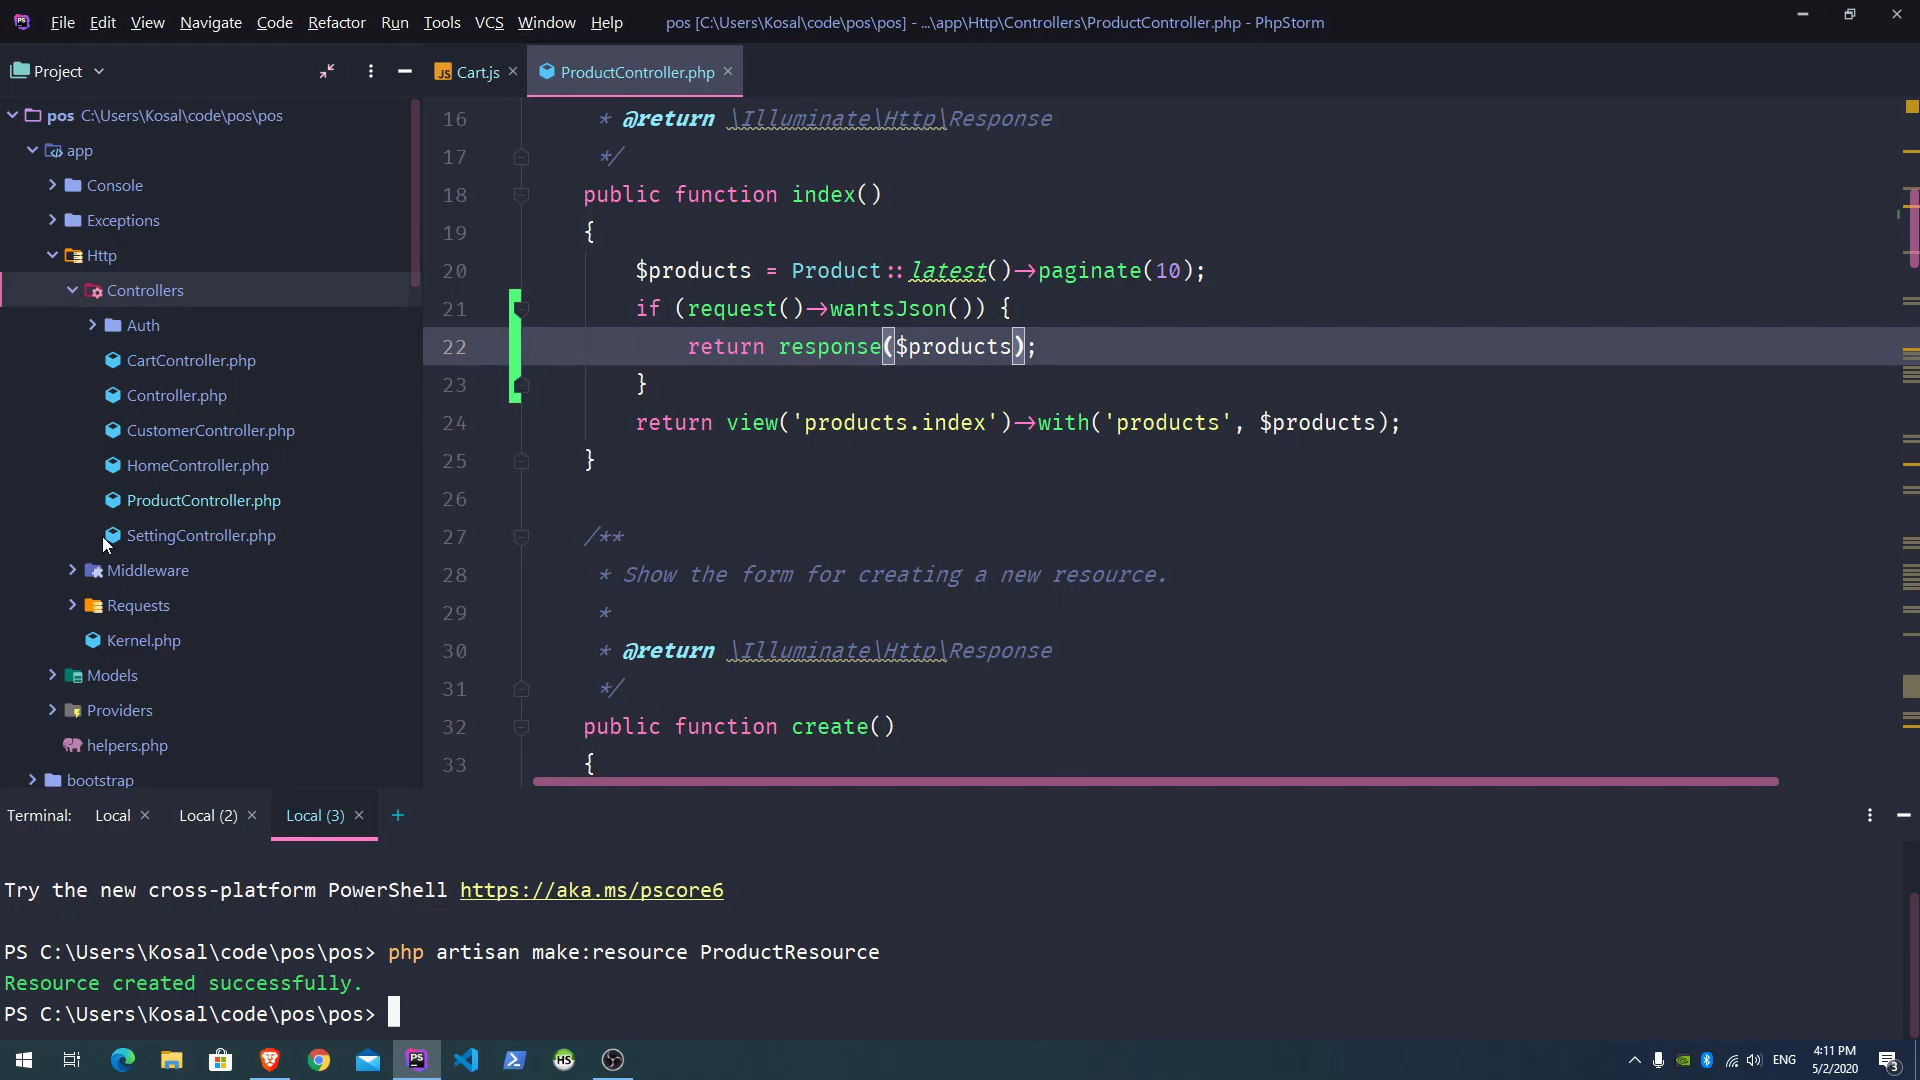 File Edit View Navigate Code Refactor Run Tools VCS Window Help pos [C:\Users\Kosal\code\pos\pos] - ...\app\Http\Controllers\ProductController.php - PhpStorm
Project
Cart.js
ProductController.php
pos C:\Users\Kosal\code\pos\pos
app
Console
Exceptions
Http
Controllers
Auth
CartController.php
Controller.php
CustomerController.php
HomeController.php
ProductController.php
SettingController.php
Middleware
Requests
Kernel.php
Models
Providers
helpers.php
bootstrap
16 * @return \Illuminate\Http\Response
17 */
18 public function index()
19 {
20 $products = Product::latest()->paginate(10);
21 if (request()->wantsJson()) {
22 return response($products);
23 }
24 return view('products.index')->with('products', $products);
25 }
26
27 /**
28 * Show the form for creating a new resource.
29 *
30 * @return \Illuminate\Http\Response
31 */
32 public function create()
33 {
Terminal: Local Local (2) Local (3) +
Try the new cross-platform PowerShell https://aka.ms/pscore6
PS C:\Users\Kosal\code\pos\pos> php artisan make:resource ProductResource
Resource created successfully.
PS C:\Users\Kosal\code\pos\pos>
PS
HS
ENG
4:11 PM
5/2/2020
3